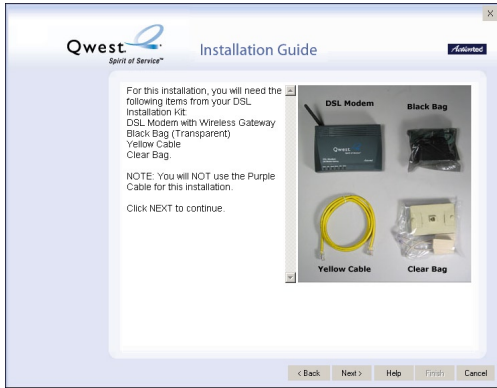 X
Qwest.
Spirit of Service™
Installation Guide
Actiontec
For this installation, you will need the
following items from your DSL
Installation Kit:
DSL Modem with Wireless Gateway
Black Bag (Transparent)
Yellow Cable
Clear Bag.
NOTE: You will NOT use the Purple
Cable for this installation.
Click NEXT to continue.
DSL Modem
Black Bag
Qwest
Yellow Cable
Clear Bag
< Back
Next >
Help
Finish
Cancel